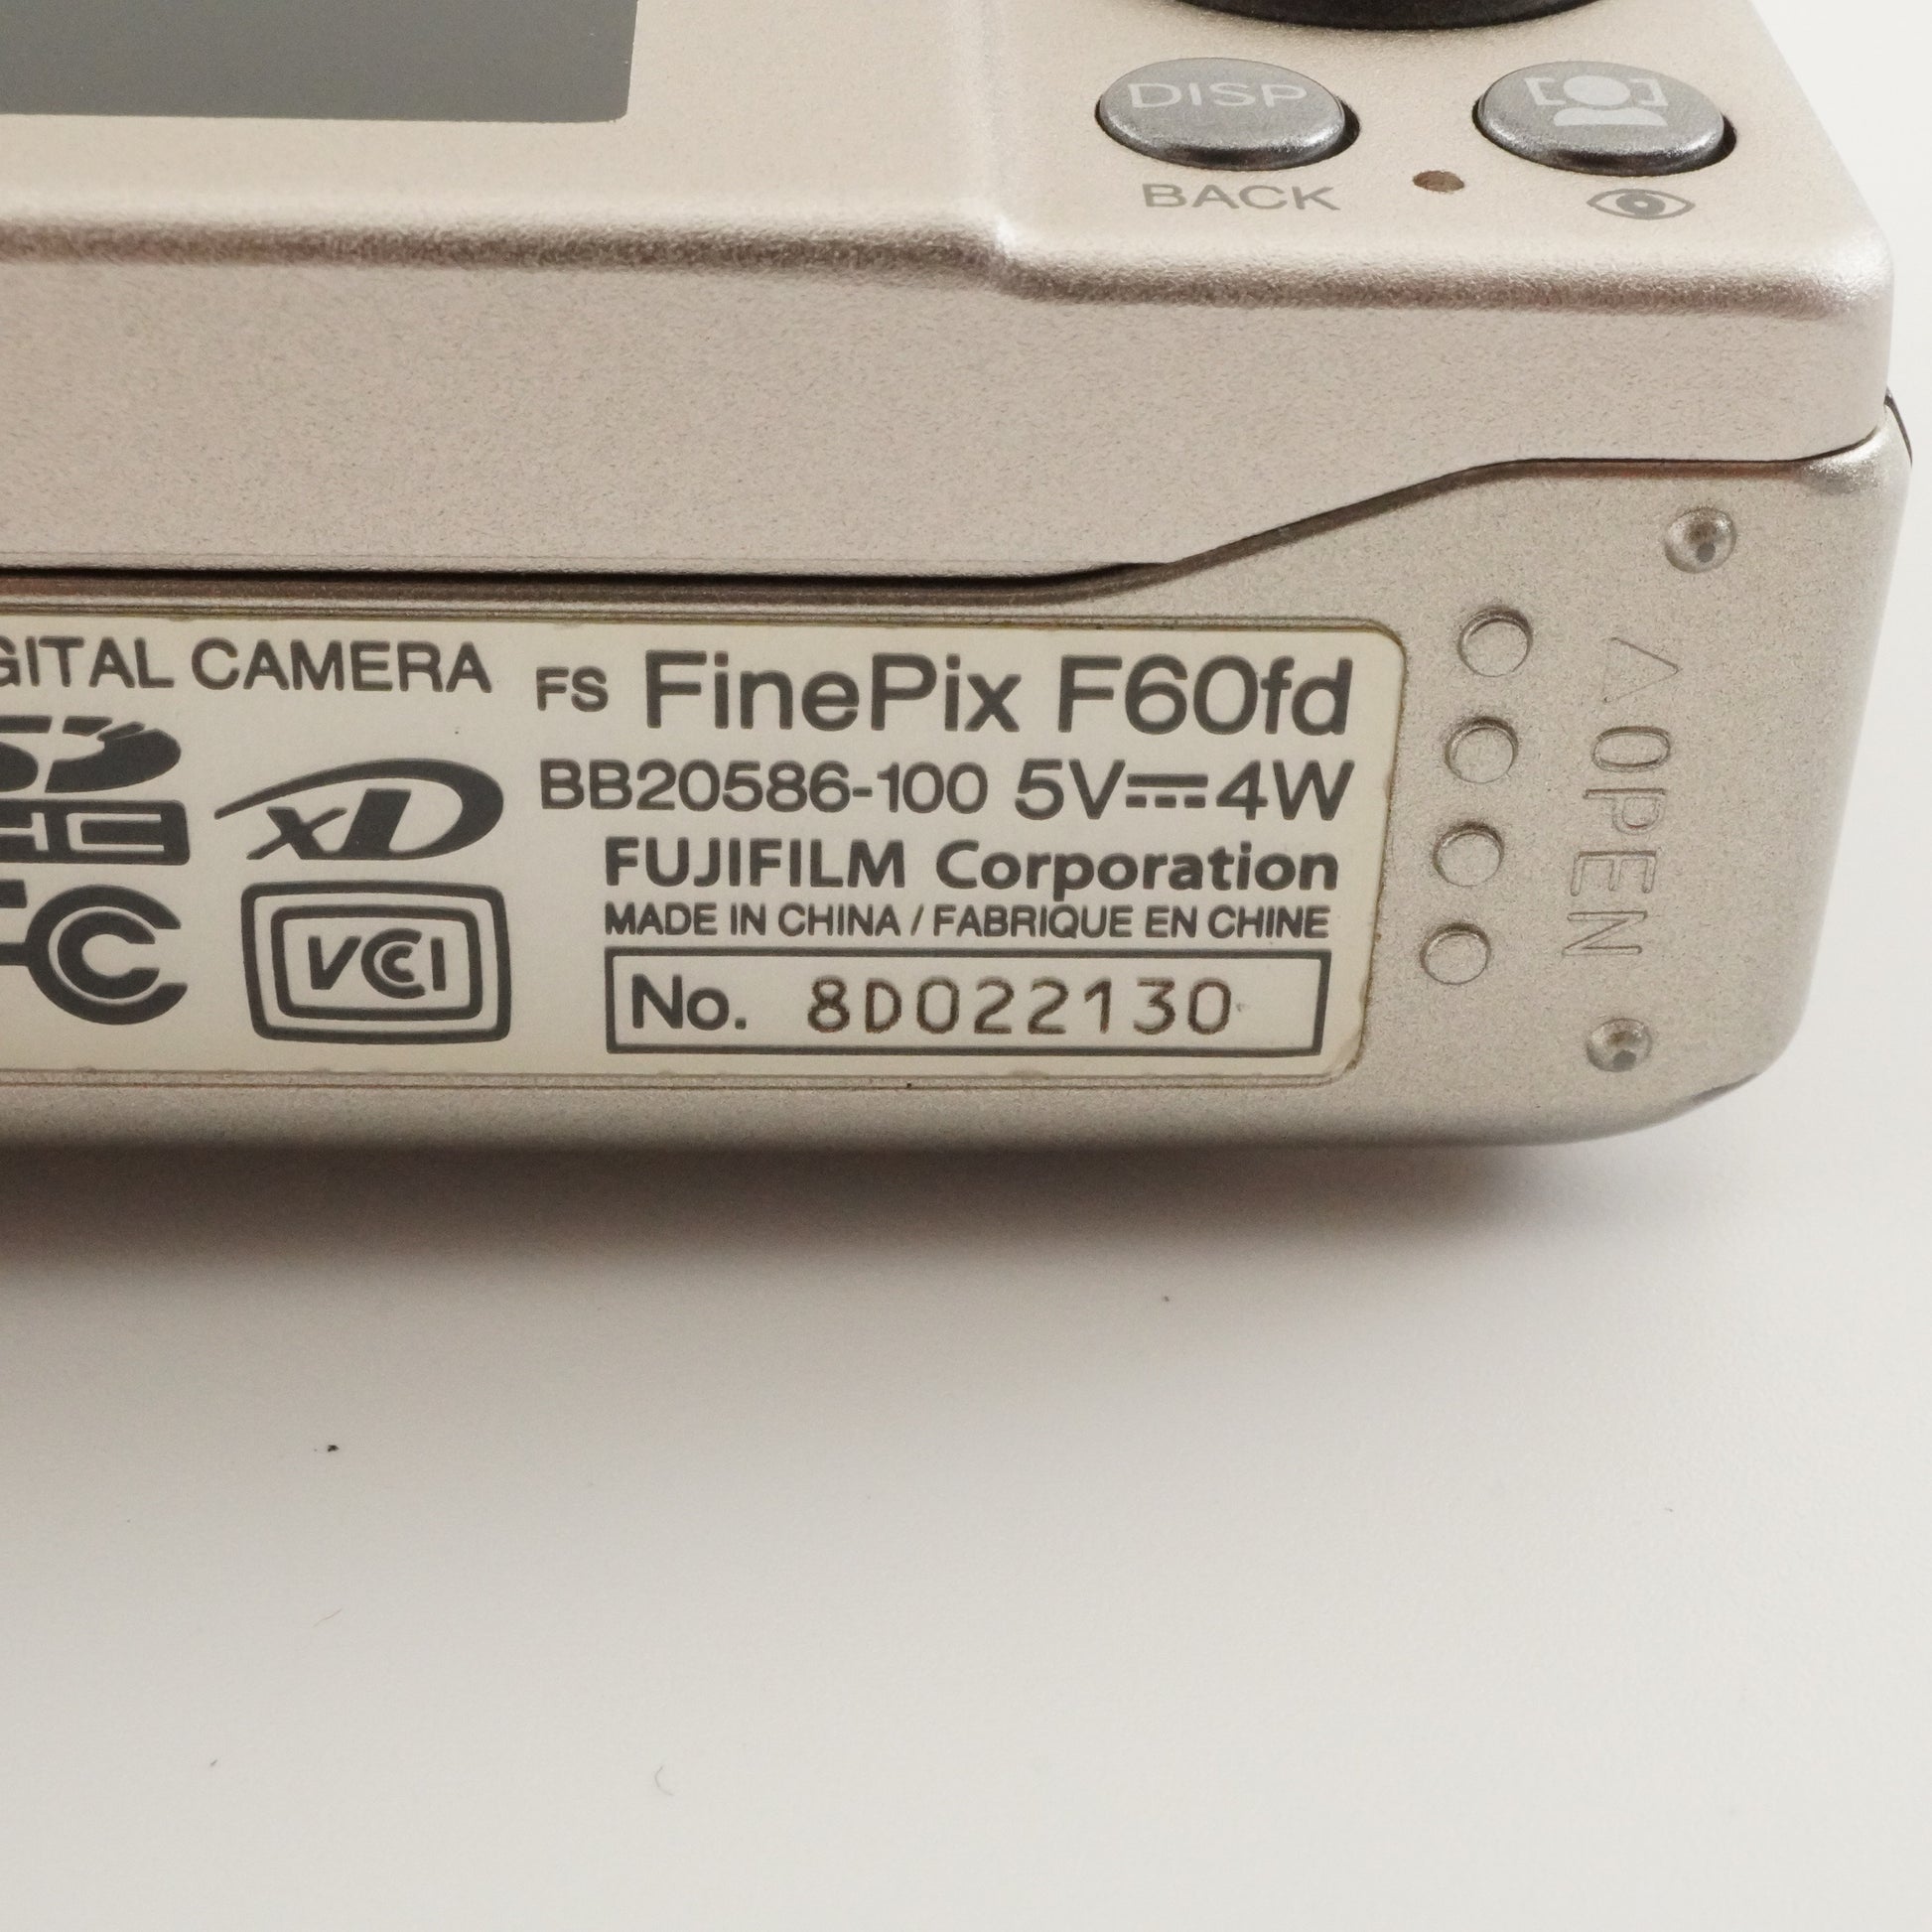 DISP
BACK
GITAL CAMERA FS FinePix F60fd
BB20586-100 5V⎓4W
xD
FUJIFILM Corporation
MADE IN CHINA / FABRIQUE EN CHINE
VCCI
No. 8D022130
OPEN